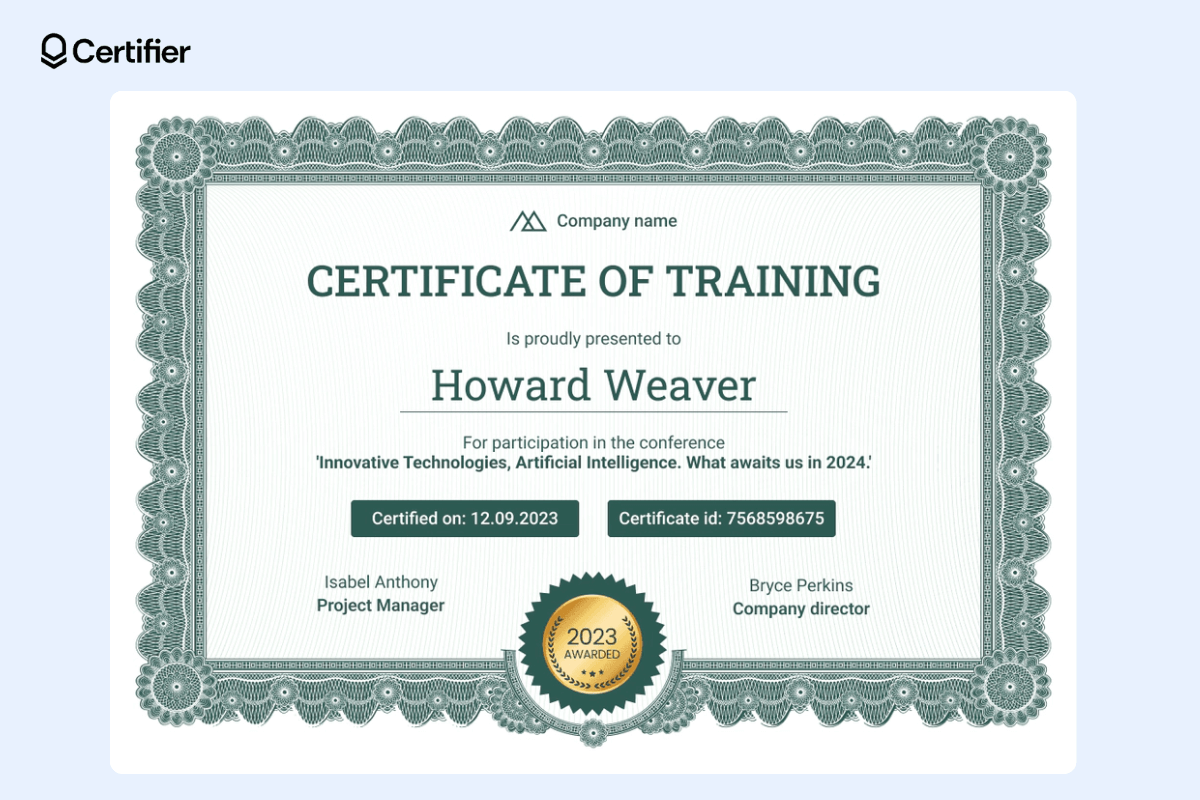 Certifier
Company name
CERTIFICATE OF TRAINING
Is proudly presented to
Howard Weaver
For participation in the conference
'Innovative Technologies, Artificial Intelligence. What awaits us in 2024.'
Certified on: 12.09.2023
Certificate id: 7568598675
Isabel Anthony
Project Manager
Bryce Perkins
Company director
2023
AWARDED